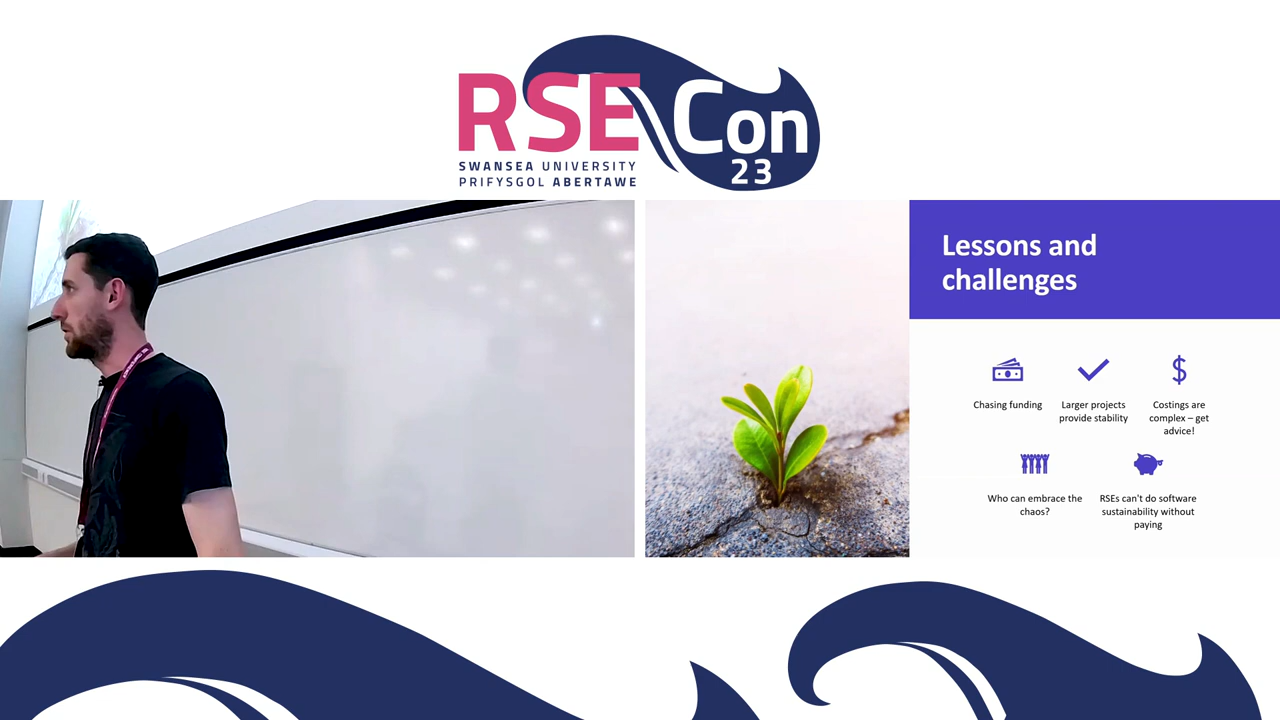 RSE Con
23
SWANSEA UNIVERSITY
PRIFYSGOL ABERTAWE
Lessons and
challenges
Chasing funding
Larger projects
provide stability
Costings are
complex – get
advice!
Who can embrace the
chaos?
RSEs can't do software
sustainability without
paying